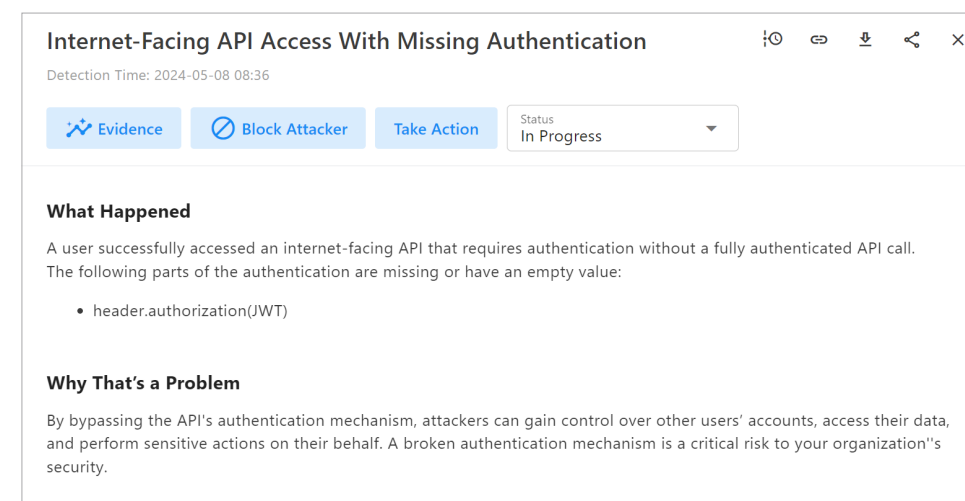 Internet-Facing API Access With Missing Authentication
Detection Time: 2024-05-08 08:36
Evidence
Block Attacker
Take Action
Status
In Progress
What Happened
A user successfully accessed an internet-facing API that requires authentication without a fully authenticated API call.
The following parts of the authentication are missing or have an empty value:
• header.authorization(JWT)
Why That’s a Problem
By bypassing the API's authentication mechanism, attackers can gain control over other users’ accounts, access their data,
and perform sensitive actions on their behalf. A broken authentication mechanism is a critical risk to your organization''s
security.